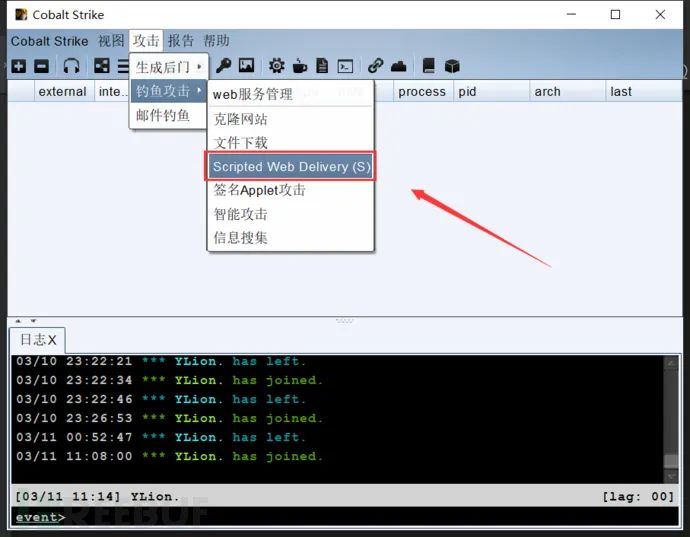 Cobalt Strike
Cobalt Strike 视图 攻击 报告 帮助
生成后门
钓鱼攻击
邮件钓鱼
web服务管理
克隆网站
文件下载
Scripted Web Delivery (S)
签名Applet攻击
智能攻击
信息搜集
external inte... process pid arch last
日志X
03/10 23:22:21 *** YLion. has left.
03/10 23:22:34 *** YLion. has joined.
03/10 23:22:46 *** YLion. has left.
03/10 23:26:53 *** YLion. has joined.
03/11 00:52:47 *** YLion. has left.
03/11 11:08:00 *** YLion. has joined.
[03/11 11:14] YLion. [lag: 00]
event>
REEBUF